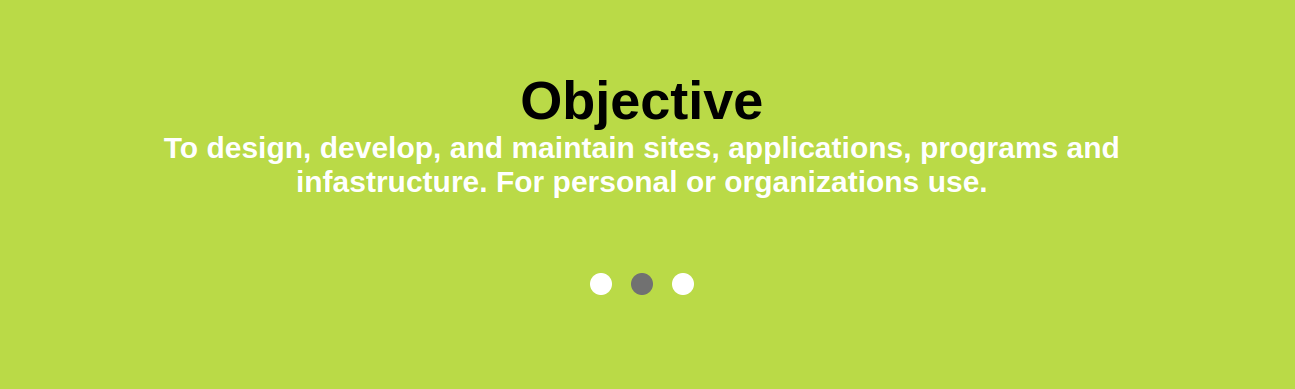 Objective
To design, develop, and maintain sites, applications, programs and
infastructure. For personal or organizations use.